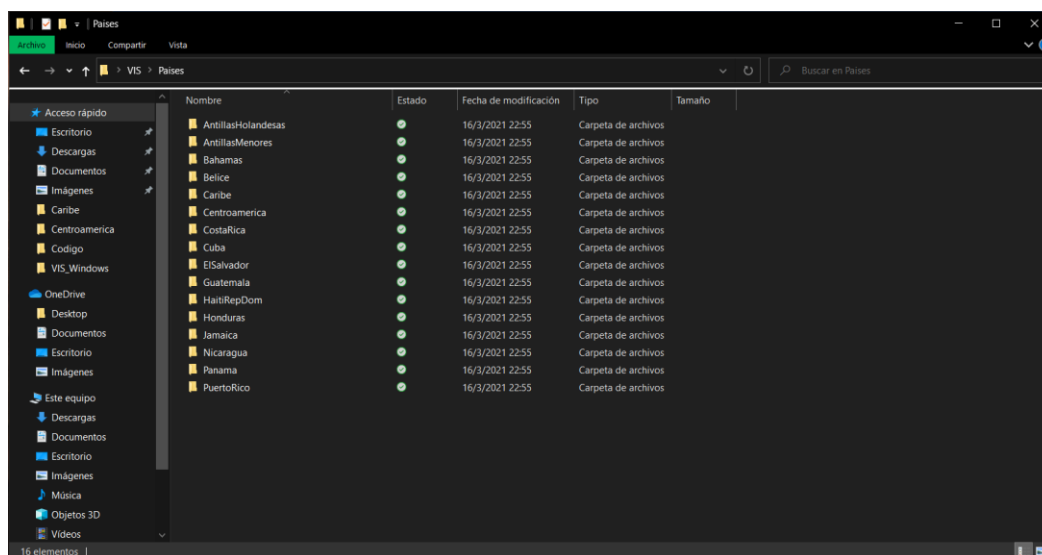 Paises
Archivo Inicio Compartir Vista
VIS > Paises Buscar en Paises
Nombre Estado Fecha de modificación Tipo Tamaño
Acceso rápido
Escritorio
Descargas
Documentos
Imágenes
Caribe
Centroamerica
Codigo
VIS_Windows
OneDrive
Desktop
Documentos
Escritorio
Imágenes
Este equipo
Descargas
Documentos
Escritorio
Imágenes
Música
Objetos 3D
Vídeos
AntillasHolandesas 16/3/2021 22:55 Carpeta de archivos
AntillasMenores 16/3/2021 22:55 Carpeta de archivos
Bahamas 16/3/2021 22:55 Carpeta de archivos
Belice 16/3/2021 22:55 Carpeta de archivos
Caribe 16/3/2021 22:55 Carpeta de archivos
Centroamerica 16/3/2021 22:55 Carpeta de archivos
CostaRica 16/3/2021 22:55 Carpeta de archivos
Cuba 16/3/2021 22:55 Carpeta de archivos
ElSalvador 16/3/2021 22:55 Carpeta de archivos
Guatemala 16/3/2021 22:55 Carpeta de archivos
HaitiRepDom 16/3/2021 22:55 Carpeta de archivos
Honduras 16/3/2021 22:55 Carpeta de archivos
Jamaica 16/3/2021 22:55 Carpeta de archivos
Nicaragua 16/3/2021 22:55 Carpeta de archivos
Panama 16/3/2021 22:55 Carpeta de archivos
PuertoRico 16/3/2021 22:55 Carpeta de archivos
16 elementos